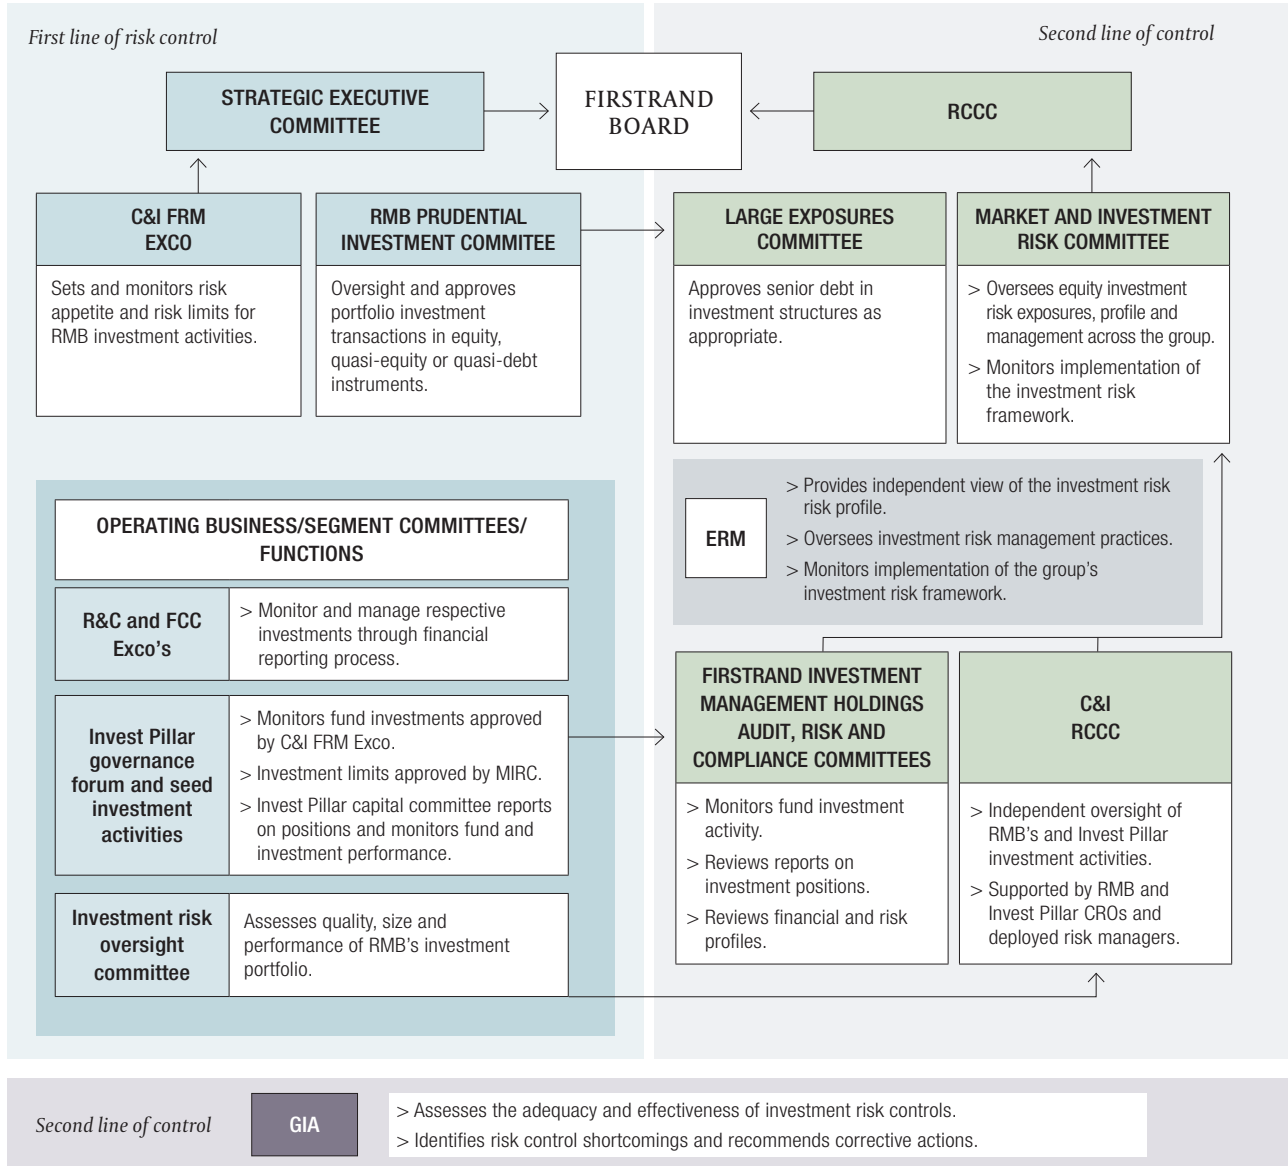 First line of risk control
Second line of control
STRATEGIC EXECUTIVE
COMMITTEE
FIRSTRAND
BOARD
RCCC
C&I FRM
EXCO
Sets and monitors risk
appetite and risk limits for
RMB investment activities.
RMB PRUDENTIAL
INVESTMENT COMMITEE
Oversight and approves
portfolio investment
transactions in equity,
quasi-equity or quasi-debt
instruments.
LARGE EXPOSURES
COMMITTEE
Approves senior debt in
investment structures as
appropriate.
MARKET AND INVESTMENT
RISK COMMITTEE
> Oversees equity investment
risk exposures, profile and
management across the group.
> Monitors implementation of
the investment risk
framework.
ERM
> Provides independent view of the investment risk
risk profile.
> Oversees investment risk management practices.
> Monitors implementation of the group's
investment risk framework.
OPERATING BUSINESS/SEGMENT COMMITTEES/
FUNCTIONS
R&C and FCC
Exco's
> Monitor and manage respective
investments through financial
reporting process.
Invest Pillar
governance
forum and seed
investment
activities
> Monitors fund investments approved
by C&I FRM Exco.
> Investment limits approved by MIRC.
> Invest Pillar capital committee reports
on positions and monitors fund and
investment performance.
Investment risk
oversight
committee
Assesses quality, size and
performance of RMB's investment
portfolio.
FIRSTRAND INVESTMENT
MANAGEMENT HOLDINGS
AUDIT, RISK AND
COMPLIANCE COMMITTEES
> Monitors fund investment
activity.
> Reviews reports on
investment positions.
> Reviews financial and risk
profiles.
C&I
RCCC
> Independent oversight of
RMB's and Invest Pillar
investment activities.
> Supported by RMB and
Invest Pillar CROs and
deployed risk managers.
Second line of control
GIA
> Assesses the adequacy and effectiveness of investment risk controls.
> Identifies risk control shortcomings and recommends corrective actions.